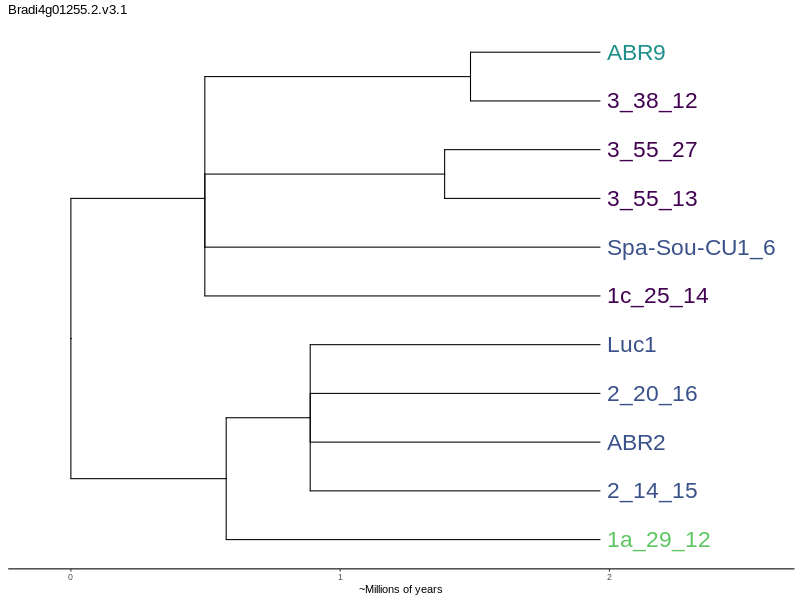 Bradi4g01255.2.v3.1
ABR9
3_38_12
3_55_27
3_55_13
Spa-Sou-CU1_6
1c_25_14
Luc1
2_20_16
ABR2
2_14_15
1a_29_12
0 1 2
~Millions of years